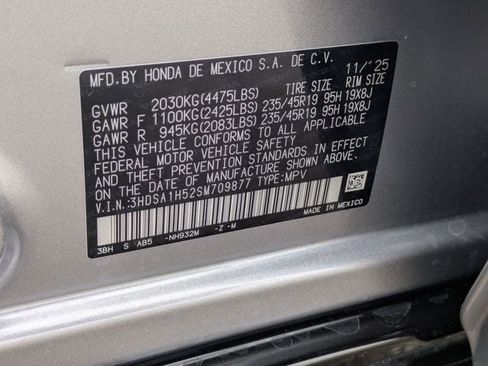 MFD.BY HONDA DE MEXICO S.A. DE C.V. 11/'25
TIRE SIZE RIM SIZE
GVWR 2030KG(4475LBS)
GAWR F 1100KG(2425LBS) 235/45R19 95H 19X8J
GAWR R 945KG(2083LBS) 235/45R19 95H 19X8J
THIS VEHICLE CONFORMS TO ALL APPLICABLE
FEDERAL MOTOR VEHICLE SAFETY, BUMPER,
AND THEFT PREVENTION STANDARDS IN EFFECT
ON THE DATE OF MANUFACTURE SHOWN ABOVE.
V.I.N.:3HDSA1H52SM709877 TYPE:MPV
3BH S AB5 -NH932M -Z -M
MADE IN MEXICO